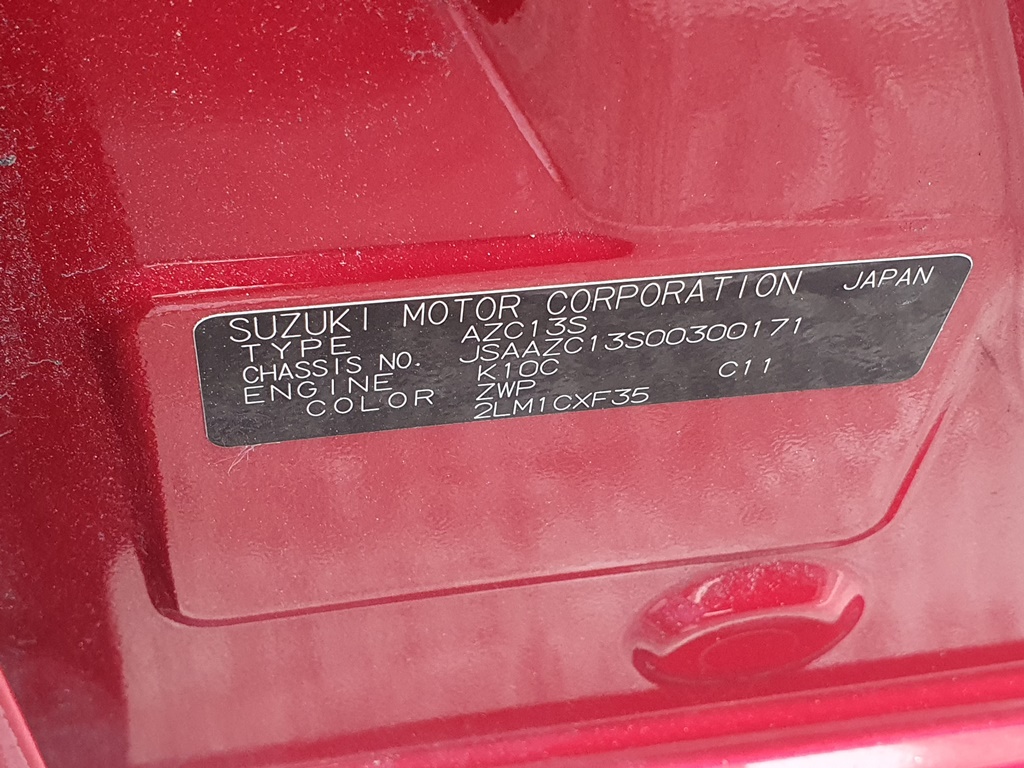 SUZUKI MOTOR CORPORATION JAPAN
TYPE AZC13S
CHASSIS NO. JSAAZC13S00300171
ENGINE K10C C11
COLOR ZWP
2LM1CXF35